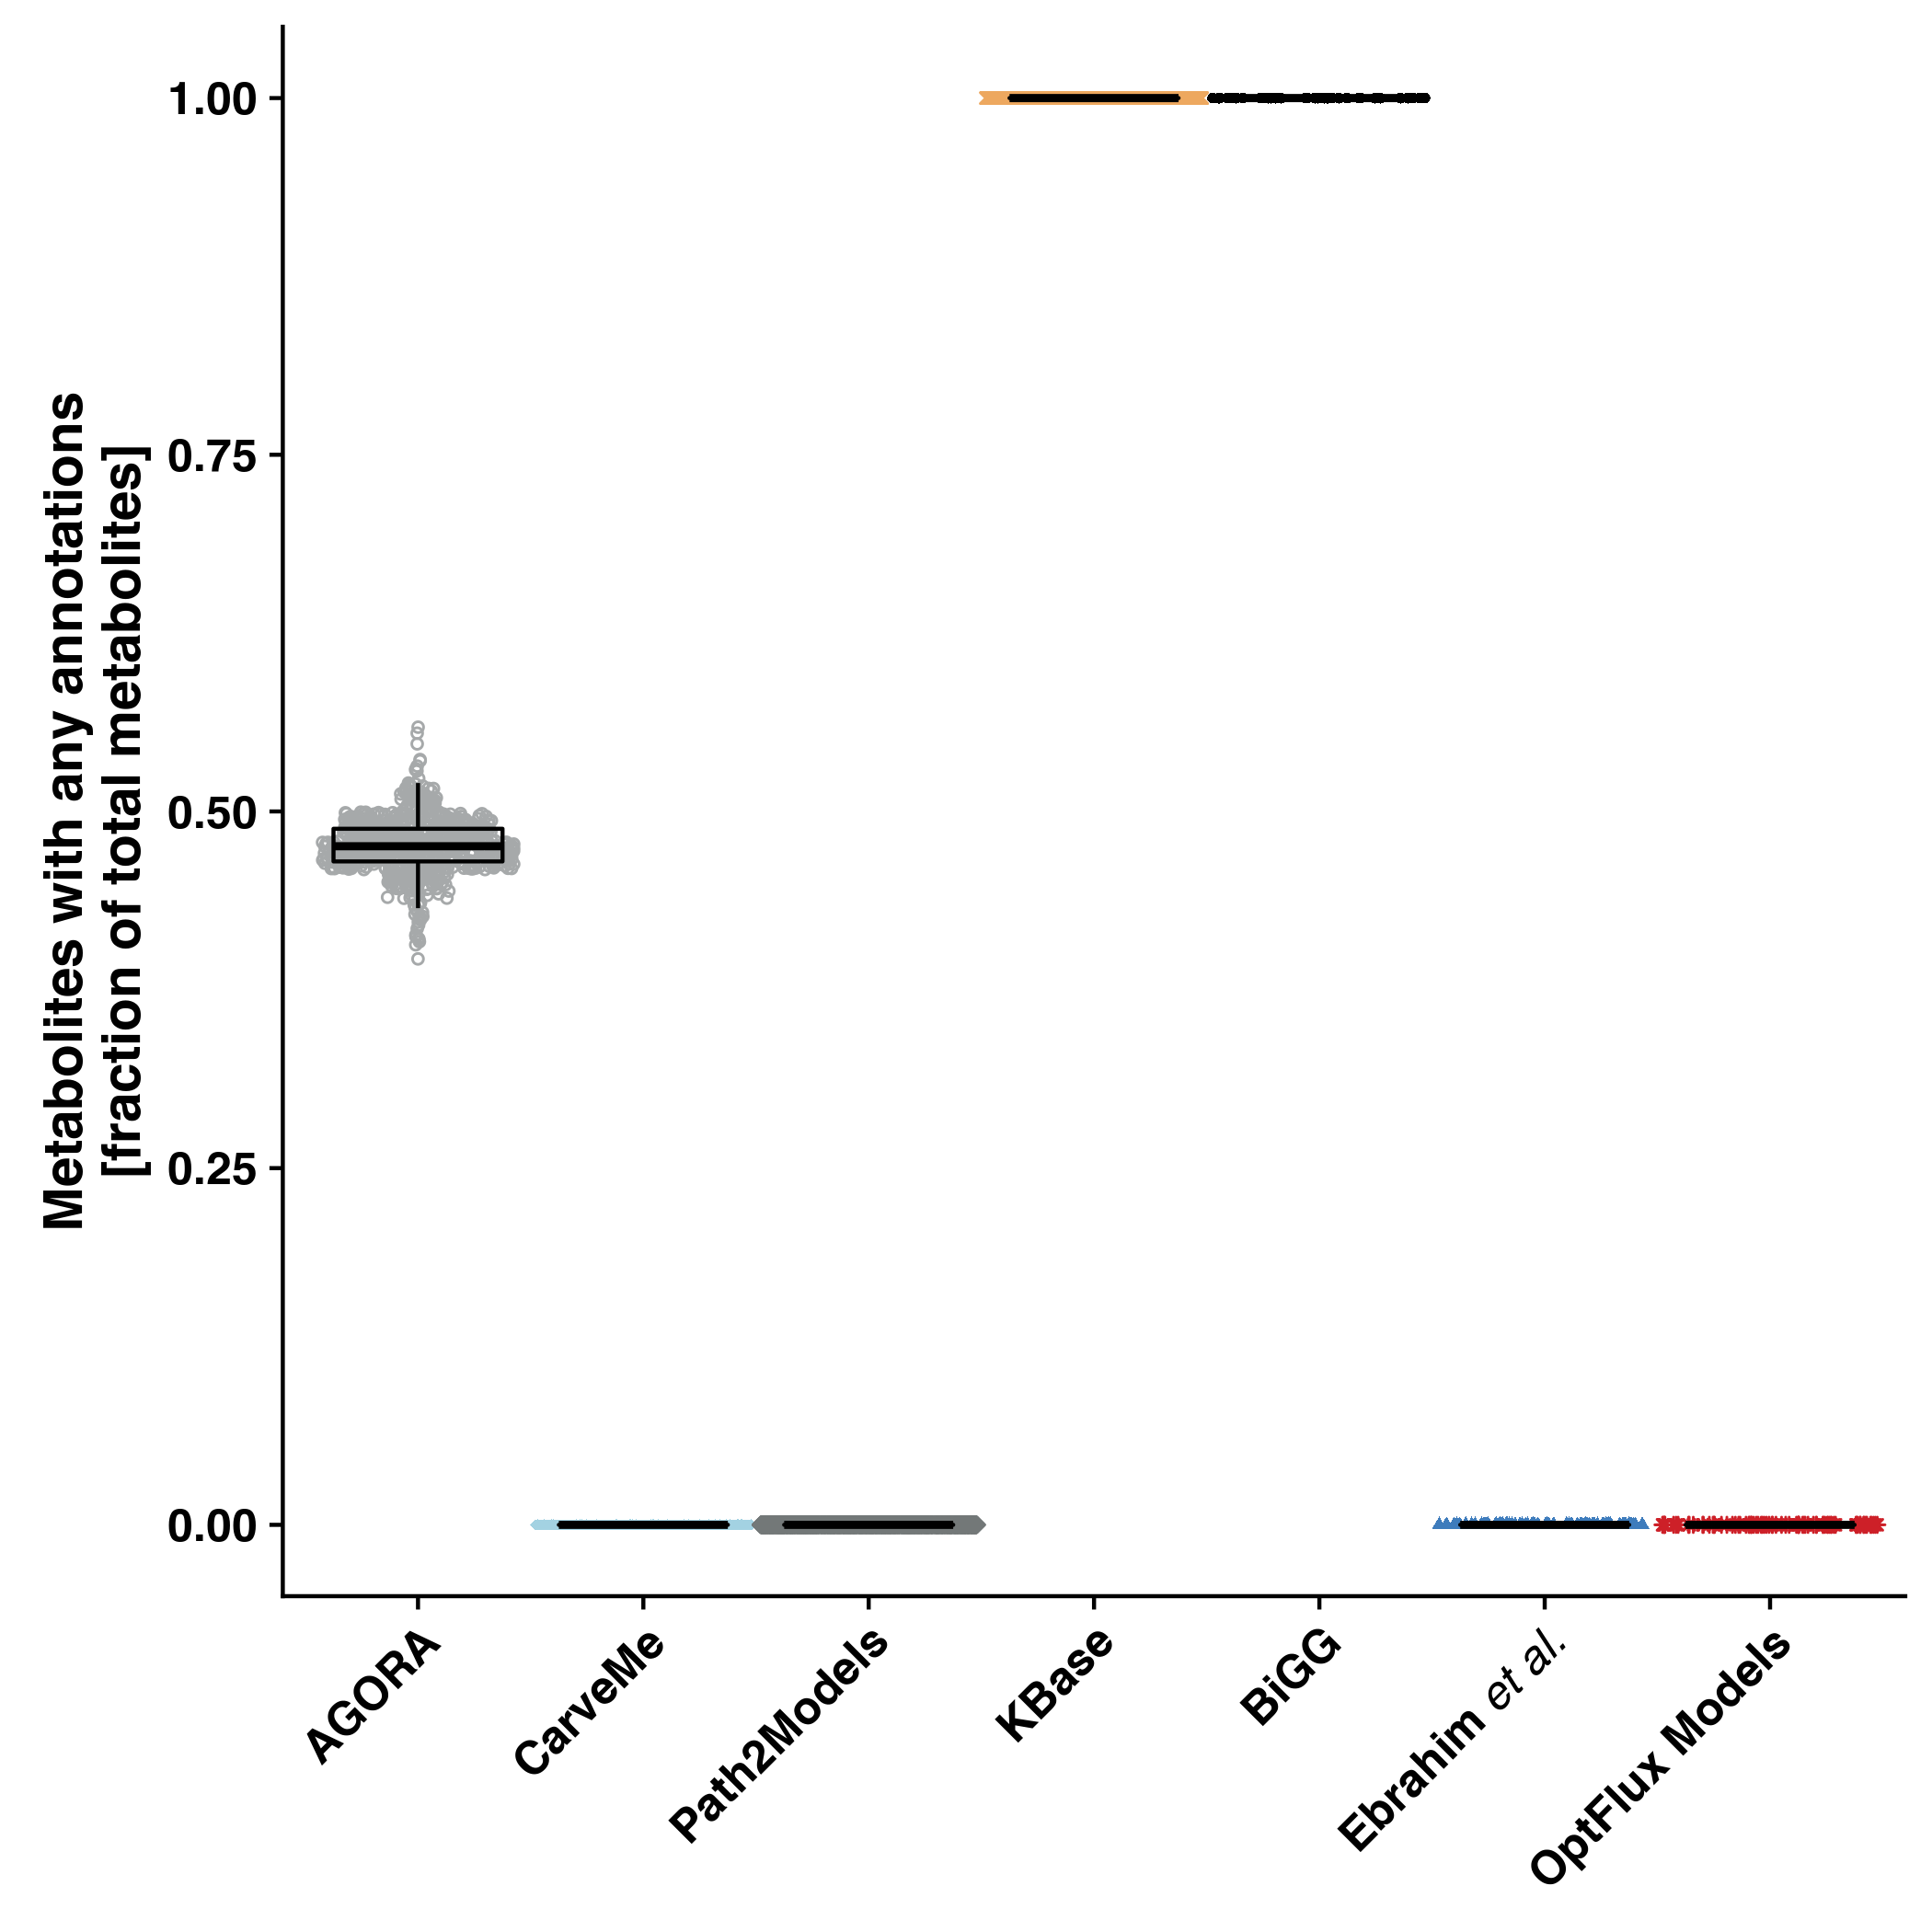 Metabolites with any annotations
[fraction of total metabolites]
1.00
0.75
0.50
0.25
0.00
AGORA
CarveMe
Path2Models
KBase
BiGG
Ebrahim et al.
OptFlux Models